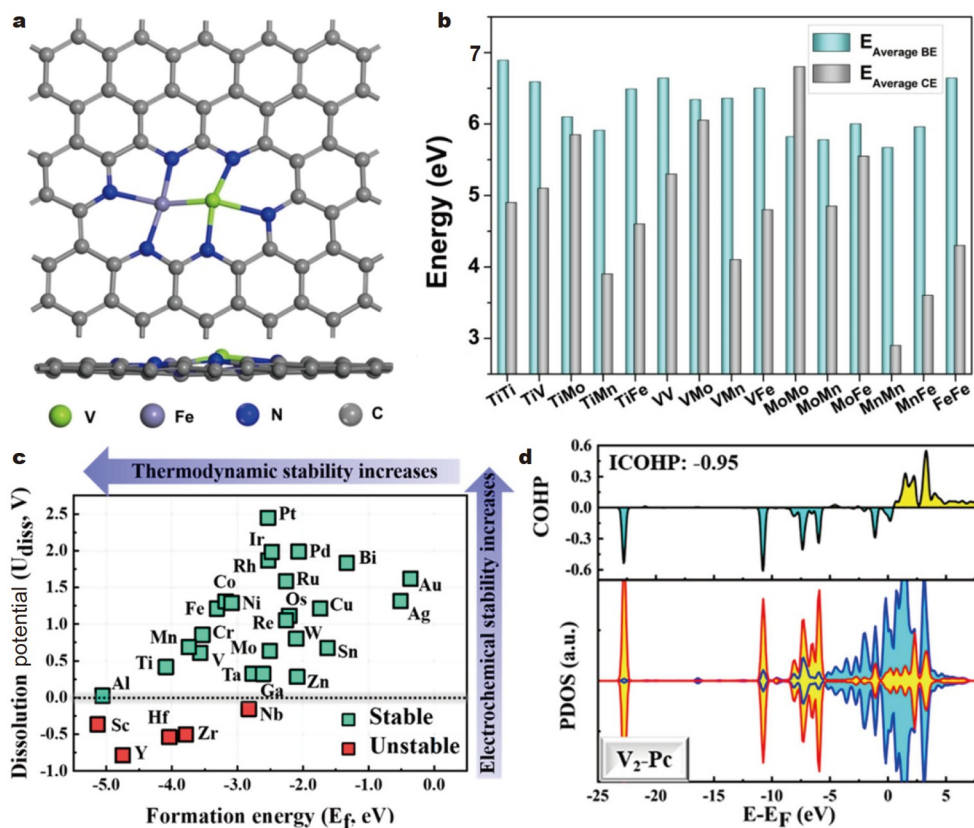 a
V
Fe
N
C
b
E Average BE
E Average CE
Energy (eV)
7
6
5
4
3
TiTi
TiV
TiMo
TiMn
TiFe
VV
VMo
VMn
VFe
MoMo
MoMn
MoFe
MnMn
MnFe
FeFe
c
Thermodynamic stability increases
Electrochemical stability increases
Dissolution potential (Udiss, V)
2.5
2.0
1.5
1.0
0.5
0.0
-0.5
-1.0
Pt
Ir
Pd
Bi
Rh
Ru
Au
Co
Os
Ag
Fe
Ni
Re
Cu
Mn
Cr
Mo
W
Sn
Ti
V
Ta
Ga
Zn
Al
Sc
Hf
Zr
Nb
Y
Stable
Unstable
-5.0 -4.0 -3.0 -2.0 -1.0 0.0
Formation energy (Ef, eV)
d
ICOHP: -0.95
COHP
0.6
0.3
0.0
-0.3
-0.6
PDOS (a.u.)
V2-Pc
-25 -20 -15 -10 -5 0 5
E-EF (eV)